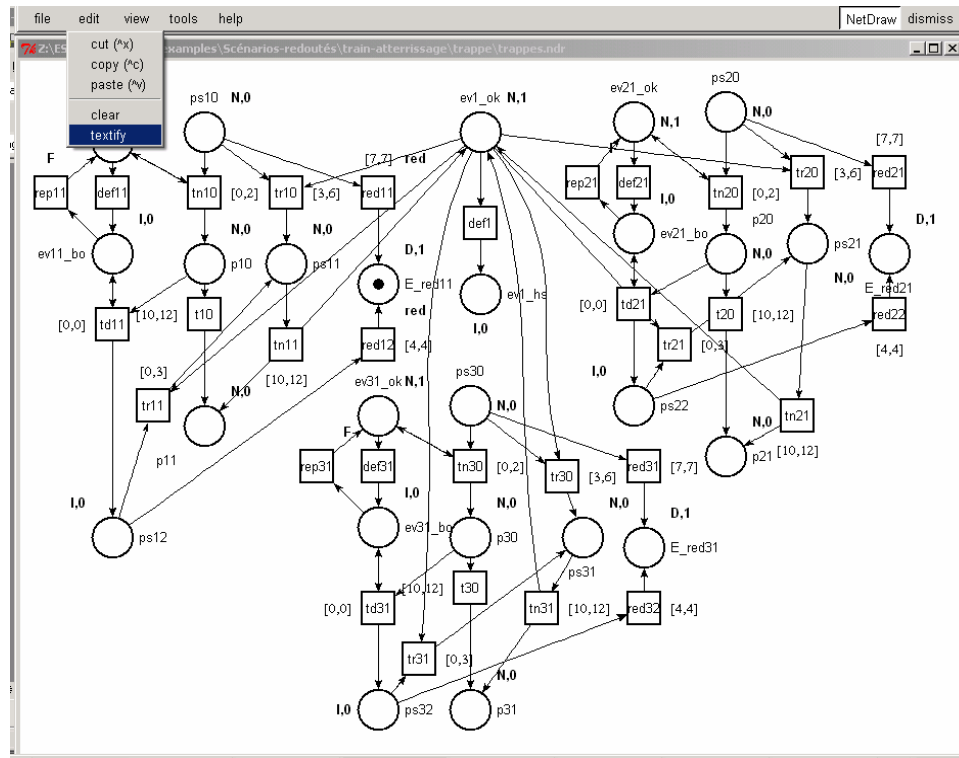 file edit view tools help NetDraw dismiss
Z:\ES examples\Scénarios-redoutés\train-atterrissage\trappe\trappes.ndr
cut (^x)
copy (^c)
paste (^v)
clear
textify
ps10 N,0
ev1_ok N,1
ev21_ok
ps20
N,0
N,1
F
[7,7] red
[7,7]
rep11 def11 tn10 [0,2] tr10 [3,6] red11
rep21 def21 tn20 [0,2] tr20 [3,6] red21
I,0 N,0 N,0
def1
I,0 p20
D,1
ev11_bo p10 ps11
D,1
E_red11
red
ev1_hs
I,0
ev21_bo N,0
ps21
N,0
E_red21
[0,0] td11 [10,12] t10 tn11 red12 [4,4]
[0,0] td21 t20 [10,12] red22
tr21 [0,3]
[4,4]
[0,3] [10,12]
tr11 N,0
p11
ev31_ok N,1
ps30
N,0
I,0
ps22
N,0 tn21
p21 [10,12]
F
rep31 def31 tn30 [0,2] tr30 [3,6] red31 [7,7]
I,0
ps12
I,0 N,0 N,0
D,1
ev31_bo p30 ps31 E_red31
[0,0] td31 [10,12] t30 tn31 [10,12] red32 [4,4]
tr31 [0,3]
N,0
I,0 ps32 p31